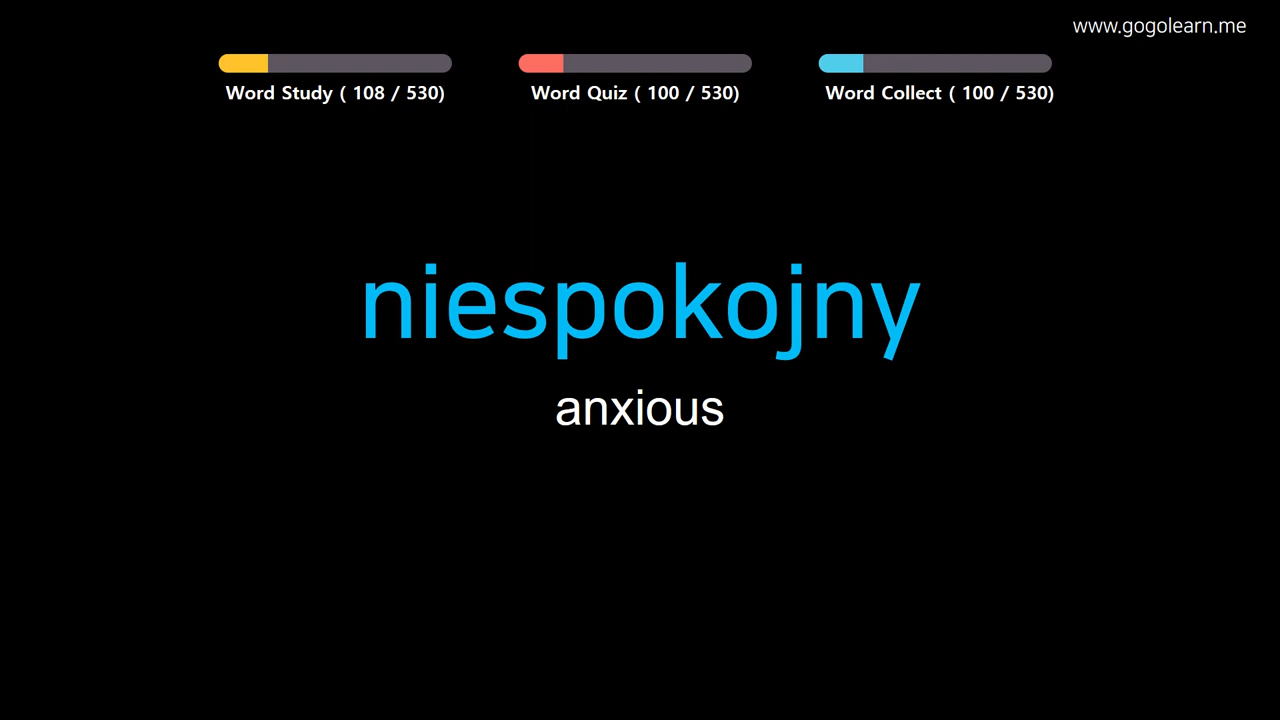 www.gogolearn.me
Word Study ( 108 / 530)
Word Quiz ( 100 / 530)
Word Collect ( 100 / 530)
niespokojny
anxious